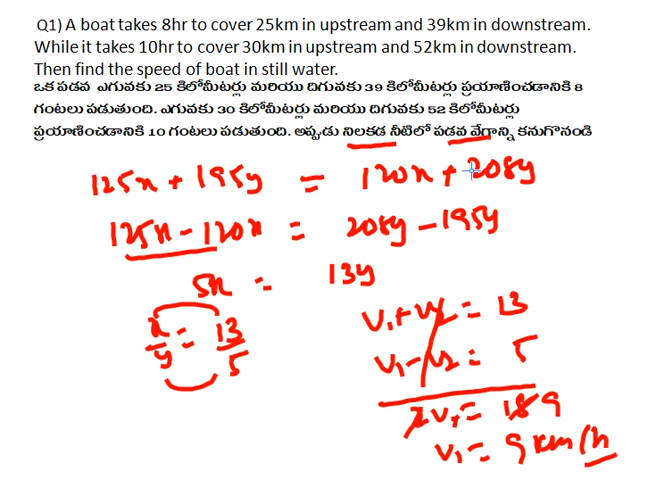 Q1) A boat takes 8hr to cover 25km in upstream and 39km in downstream.
While it takes 10hr to cover 30km in upstream and 52km in downstream.
Then find the speed of boat in still water.
ఒక పడవ ఎగువకు 25 కిలోమీటర్లు మరియు దిగువకు 39 కిలోమీటర్లు ప్రయాణించడానికి 8
గంటలు పడుతుంది. ఎగువకు 30 కిలోమీటర్లు మరియు దిగువకు 52 కిలోమీటర్లు
ప్రయాణించడానికి 10 గంటలు పడుతుంది. అప్పుడు నిలకడ నీటిలో పడవ వేగాన్ని కనుగొనండి
125x + 195y = 120x + 208y
125x - 120x = 208y - 195y
5x = 13y
x/y = 13/5
V₁ + V₂ = 13
V₁ - V₂ = 5
2V₁ = 18 9
V₁ = 9 km/h